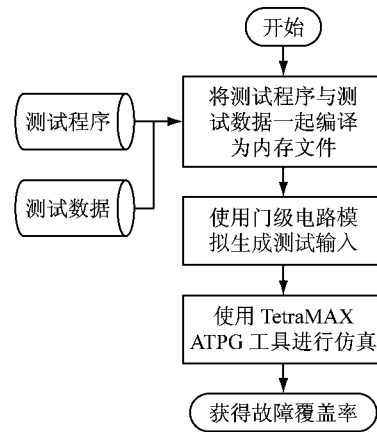 开始
测试程序
测试数据
将测试程序与测
试数据一起编译
为内存文件
使用门级电路模
拟生成测试输入
使用 TetraMAX
ATPG 工具进行仿真
获得故障覆盖率